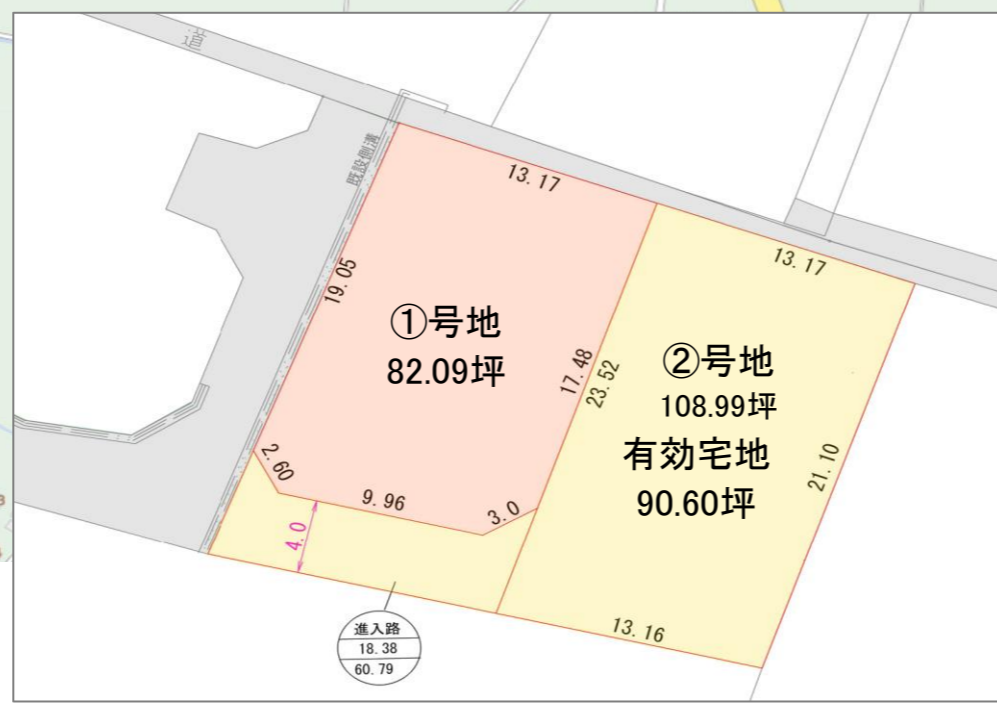 道
既設側溝
13.17
13.17
19.05
①号地
82.09坪
17.48
23.52
②号地
108.99坪
有効宅地
90.60坪
21.10
2.60
9.96
3.0
4.0
13.16
進入路
18.38
60.79